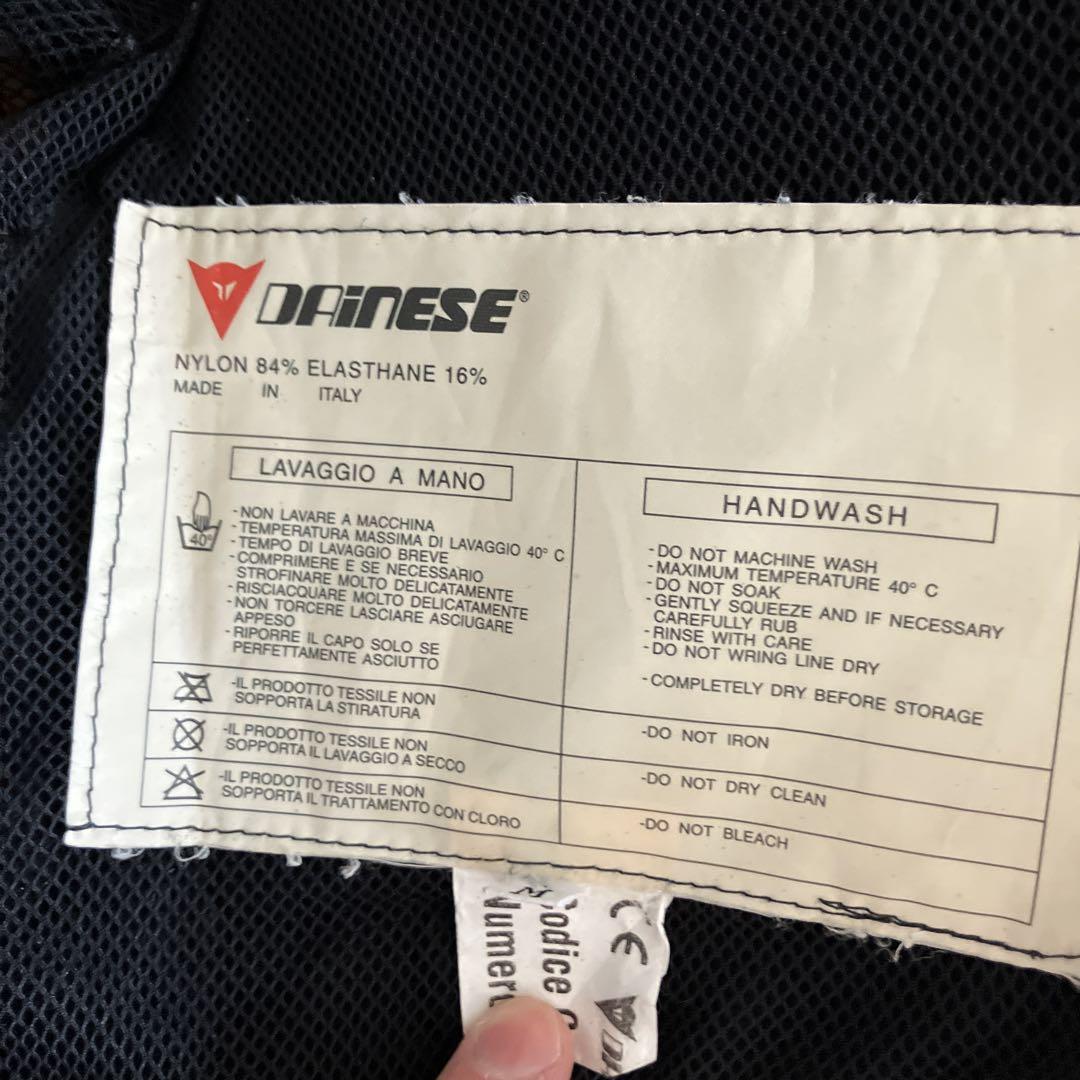 DAINESE®
NYLON 84% ELASTHANE 16%
MADE IN ITALY
LAVAGGIO A MANO
40°
-NON LAVARE A MACCHINA
-TEMPERATURA MASSIMA DI LAVAGGIO 40° C
-TEMPO DI LAVAGGIO BREVE
-COMPRIMERE E SE NECESSARIO
STROFINARE MOLTO DELICATAMENTE
-RISCIACQUARE MOLTO DELICATAMENTE
-NON TORCERE LASCIARE ASCIUGARE
APPESO
-RIPORRE IL CAPO SOLO SE
PERFETTAMENTE ASCIUTTO
-IL PRODOTTO TESSILE NON
SOPPORTA LA STIRATURA
-IL PRODOTTO TESSILE NON
SOPPORTA IL LAVAGGIO A SECCO
-IL PRODOTTO TESSILE NON
SOPPORTA IL TRATTAMENTO CON CLORO
HANDWASH
-DO NOT MACHINE WASH
-MAXIMUM TEMPERATURE 40° C
-DO NOT SOAK
-GENTLY SQUEEZE AND IF NECESSARY
CAREFULLY RUB
-RINSE WITH CARE
-DO NOT WRING LINE DRY
-COMPLETELY DRY BEFORE STORAGE
-DO NOT IRON
-DO NOT DRY CLEAN
-DO NOT BLEACH
CE
Codice
Numero